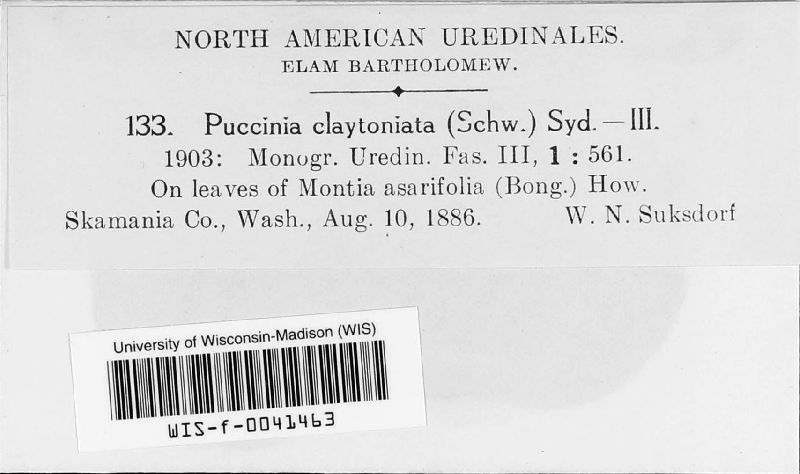 NORTH AMERICAN UREDINALES.
ELAM BARTHOLOMEW.
133. Puccinia claytoniata (Schw.) Syd. — III.
1903: Monogr. Uredin. Fas. III, 1 : 561.
On leaves of Montia asarifolia (Bong.) How.
Skamania Co., Wash., Aug. 10, 1886. W. N. Suksdorf
University of Wisconsin-Madison (WIS)
WIS-f-0041463